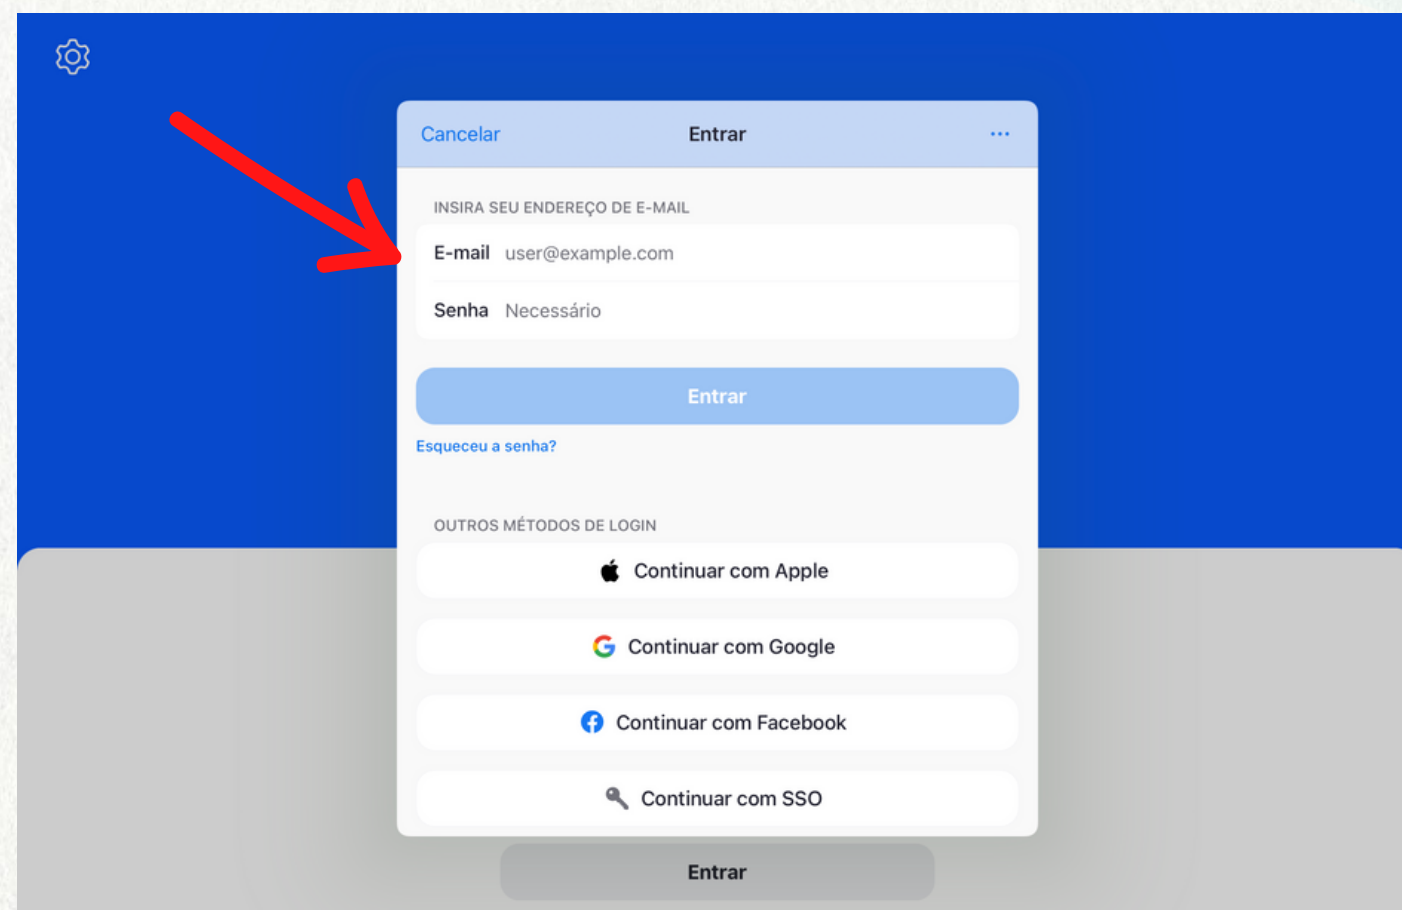 Cancelar Entrar ...
INSIRA SEU ENDEREÇO DE E-MAIL
E-mail user@example.com
Senha Necessário
Entrar
Esqueceu a senha?
OUTROS MÉTODOS DE LOGIN
Continuar com Apple
Continuar com Google
Continuar com Facebook
Continuar com SSO
Entrar